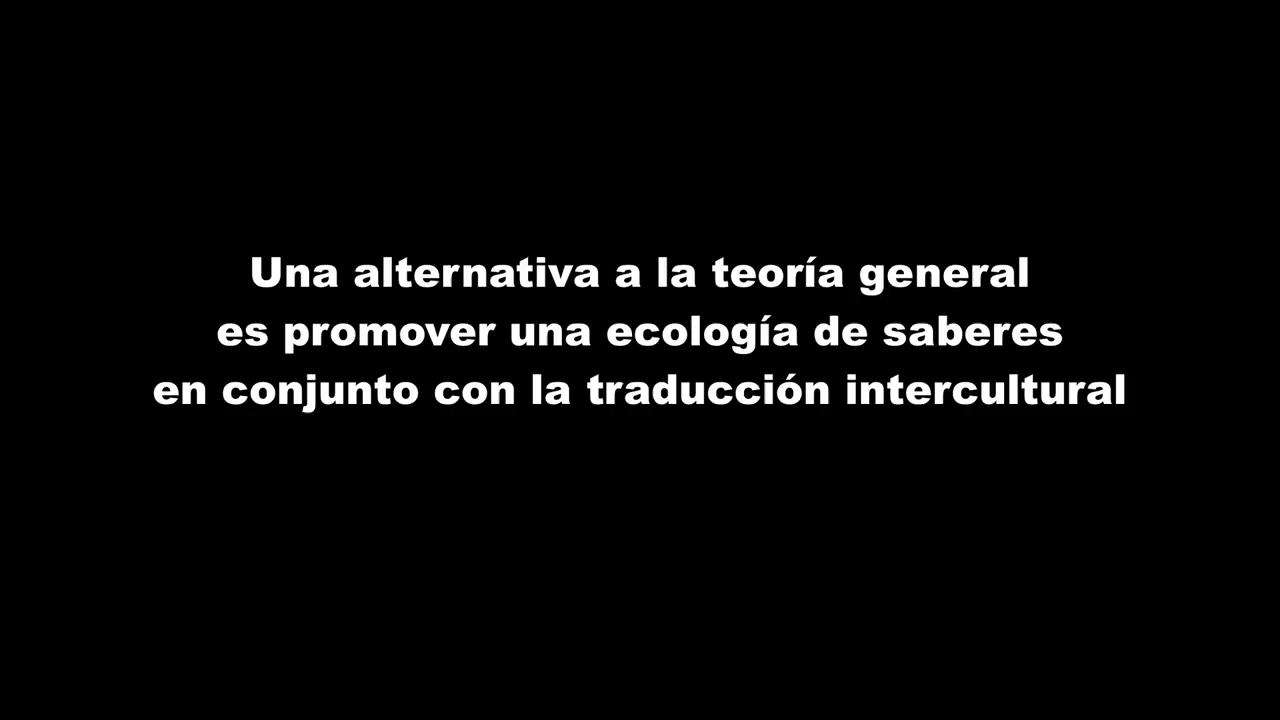 Una alternativa a la teoría general
es promover una ecología de saberes
en conjunto con la traducción intercultural